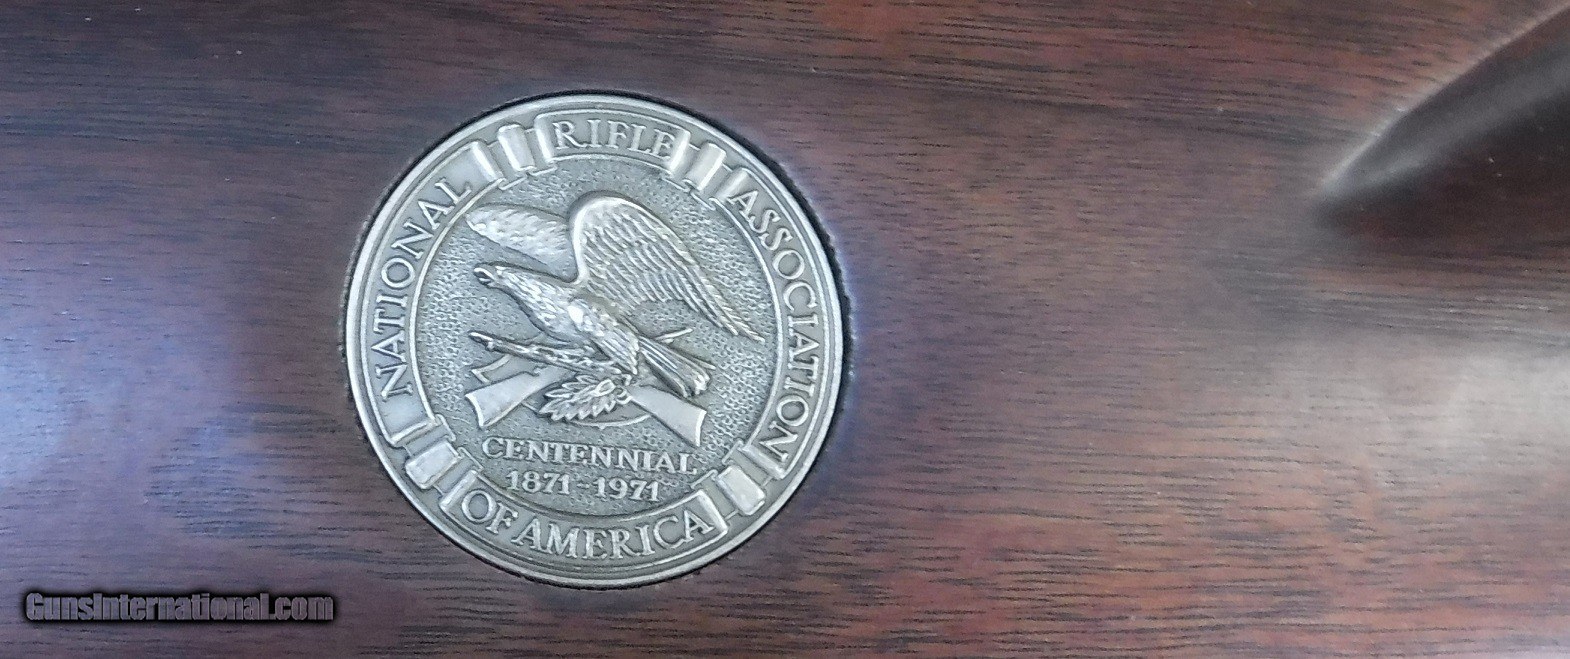 NATIONAL RIFLE ASSOCIATION
OF AMERICA
CENTENNIAL
1871-1971
GunsInternational.com